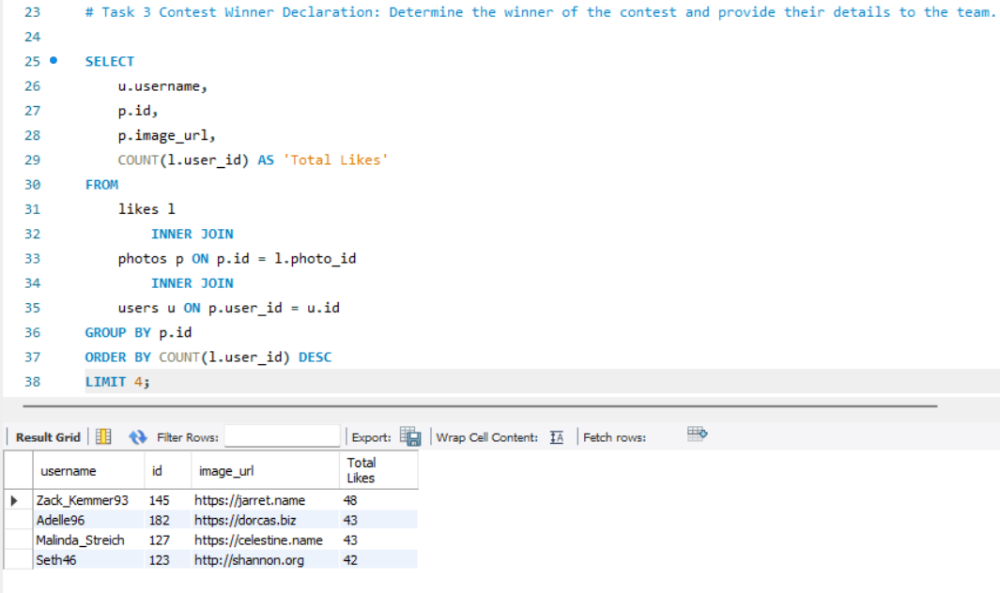 23 # Task 3 Contest Winner Declaration: Determine the winner of the contest and provide their details to the team.
24
25 SELECT
26 u.username,
27 p.id,
28 p.image_url,
29 COUNT(l.user_id) AS 'Total Likes'
30 FROM
31 likes l
32 INNER JOIN
33 photos p ON p.id = l.photo_id
34 INNER JOIN
35 users u ON p.user_id = u.id
36 GROUP BY p.id
37 ORDER BY COUNT(l.user_id) DESC
38 LIMIT 4;
Result Grid Filter Rows: Export: Wrap Cell Content: IA Fetch rows:
username id image_url Total Likes
Zack_Kemmer93 145 https://jarret.name 48
Adelle96 182 https://dorcas.biz 43
Malinda_Streich 127 https://celestine.name 43
Seth46 123 http://shannon.org 42